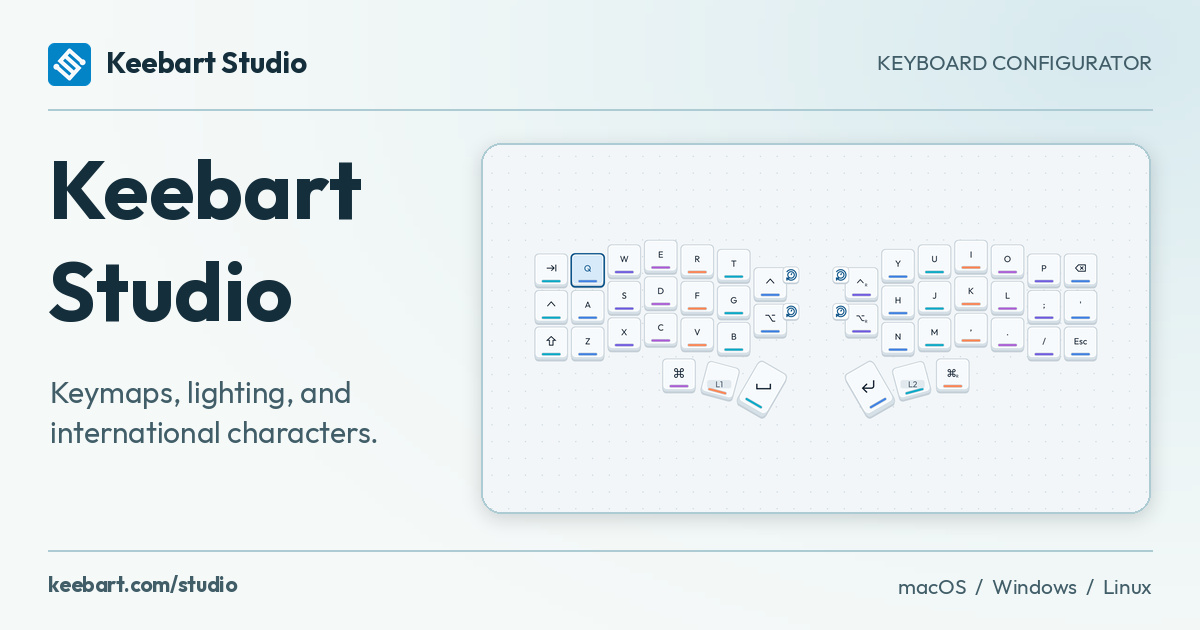 Keebart Studio
KEYBOARD CONFIGURATOR
Keebart
Studio
Keymaps, lighting, and
international characters.
Q W E R T
A S D F G
Z X C V B
L1
Y U I O P
H J K L ; '
N M , . / Esc
L2
keebart.com/studio
macOS / Windows / Linux